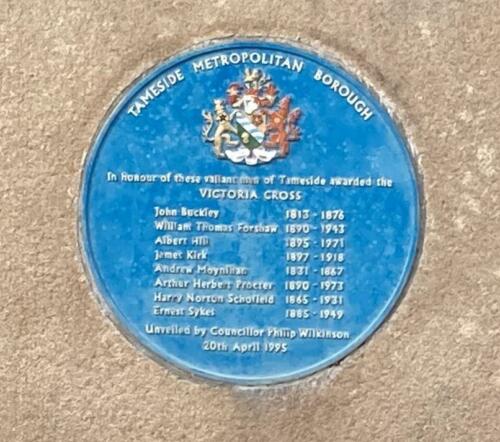 TAMESIDE METROPOLITAN BOROUGH
In honour of these valiant men of Tameside awarded the
VICTORIA CROSS
John Buckley 1813 - 1876
William Thomas Forshaw 1890 - 1943
Albert Hill 1895 - 1971
James Kirk 1897 - 1918
Andrew Moynihan 1831 - 1867
Arthur Herbert Procter 1890 - 1973
Harry Norton Schofield 1865 - 1931
Ernest Sykes 1885 - 1949
Unveiled by Councillor Philip Wilkinson
20th April 1995